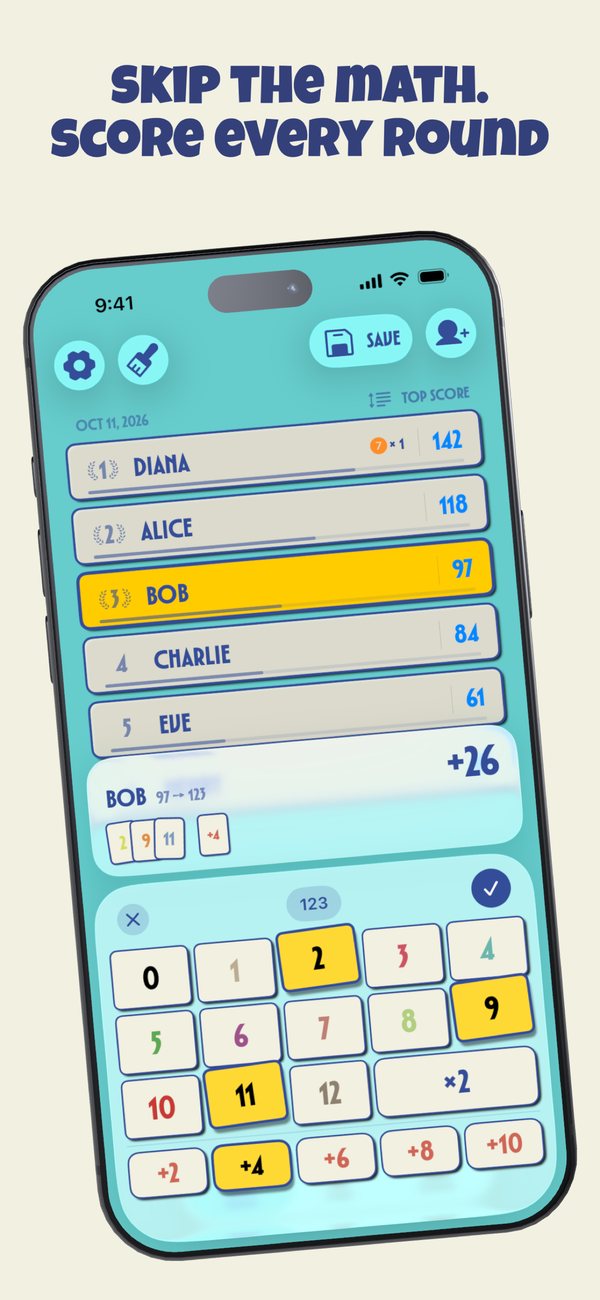 SKIP THE MATH.
SCORE EVERY ROUND
9:41
SAVE
OCT 11, 2026
TOP SCORE
1 DIANA 7 ×1 142
2 ALICE 118
3 BOB 97
4 CHARLIE 84
5 EVE 61
+26
BOB 97→123
2 9 11 +4
123
0 1 2 3 4
5 6 7 8 9
10 11 12 ×2
+2 +4 +6 +8 +10